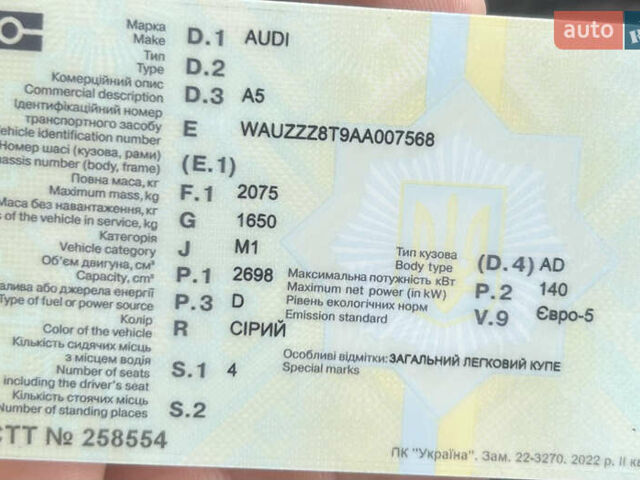 auto
Марка
Make D.1 AUDI
Тип
Type D.2
Комерційний опис
Commercial description D.3 A5
Ідентифікаційний номер
транспортного засобу
Vehicle identification number E WAUZZZ8T9AA007568
Номер шасі (кузова, рами)
chassis number (body, frame) (E.1)
Повна маса, кг
Maximum mass, kg F.1 2075
Маса без навантаження, кг
of the vehicle in service, kg G 1650
Категорія
Vehicle category J M1
Тип кузова
Body type (D.4) AD
Об'єм двигуна, см³
Capacity, cm³ P.1 2698
Максимальна потужність кВт
Maximum net power (in kW) P.2 140
палива або джерела енергії
Type of fuel or power source P.3 D
Рівень екологічних норм
Emission standard V.9 Євро-5
Колір
Color of the vehicle R СІРИЙ
Кількість сидячих місць
з місцем водія
Number of seats
including the driver's seat S.1 4
Особливі відмітки: ЗАГАЛЬНИЙ ЛЕГКОВИЙ КУПЕ
Special marks
Кількість стоячих місць
Number of standing places S.2
СТТ № 258554
ПК "Україна". Зам. 22-3270. 2022 р. ІІ кв